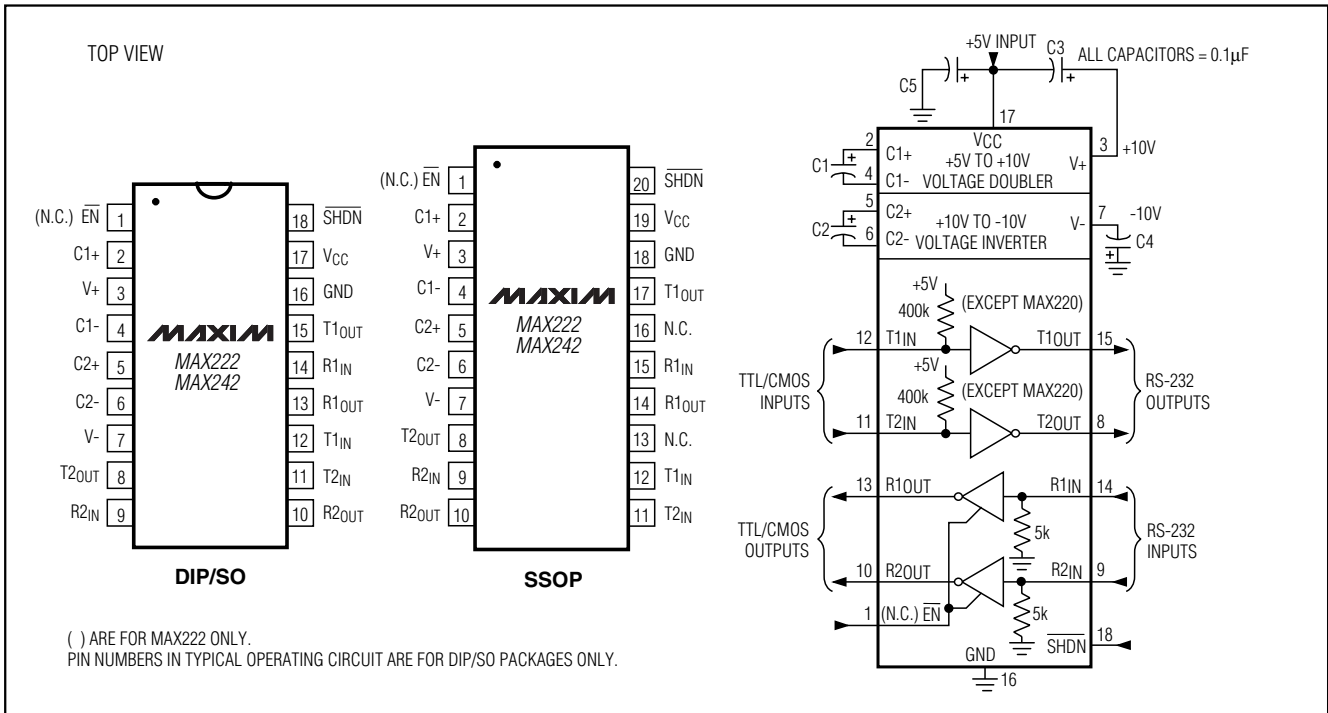 TOP VIEW
(N.C.) EN 1
C1+ 2
V+ 3
C1- 4
C2+ 5
C2- 6
V- 7
T2OUT 8
R2IN 9
18 SHDN
17 VCC
16 GND
15 T1OUT
14 R1IN
13 R1OUT
12 T1IN
11 T2IN
10 R2OUT
MAXIM
MAX222
MAX242
DIP/SO
(N.C.) EN 1
C1+ 2
V+ 3
C1- 4
C2+ 5
C2- 6
V- 7
T2OUT 8
R2IN 9
R2OUT 10
20 SHDN
19 VCC
18 GND
17 T1OUT
16 N.C.
15 R1IN
14 R1OUT
13 N.C.
12 T1IN
11 T2IN
MAXIM
MAX222
MAX242
SSOP
( ) ARE FOR MAX222 ONLY.
PIN NUMBERS IN TYPICAL OPERATING CIRCUIT ARE FOR DIP/SO PACKAGES ONLY.
+5V INPUT
C3
ALL CAPACITORS = 0.1µF
C5
+
+
17
VCC
2
C1+
+5V TO +10V
VOLTAGE DOUBLER
V+
3
+10V
C1
+
4
C1-
5
C2+
+10V TO -10V
VOLTAGE INVERTER
V-
7
-10V
C2
+
6
C2-
C4
+
+5V
400k
(EXCEPT MAX220)
12
T1IN
T1OUT
15
+5V
400k
(EXCEPT MAX220)
TTL/CMOS
INPUTS
RS-232
OUTPUTS
11
T2IN
T2OUT
8
13
R1OUT
R1IN
14
5k
TTL/CMOS
OUTPUTS
RS-232
INPUTS
10
R2OUT
R2IN
9
5k
1
(N.C.) EN
SHDN
18
GND
16